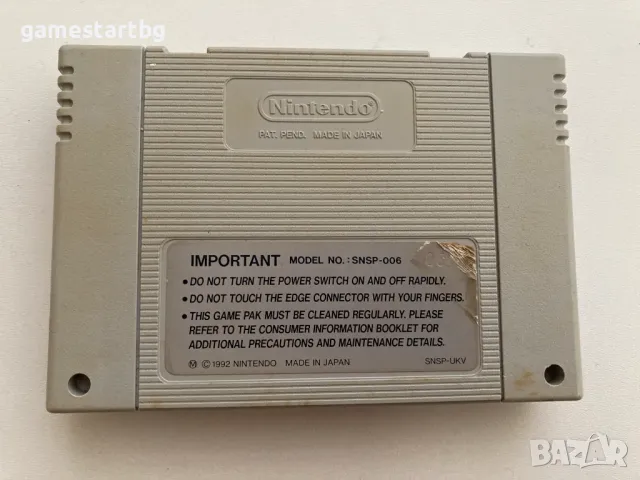 gamestartbg
Nintendo®
PAT. PEND. MADE IN JAPAN
IMPORTANT MODEL NO.: SNSP-006
• DO NOT TURN THE POWER SWITCH ON AND OFF RAPIDLY.
• DO NOT TOUCH THE EDGE CONNECTOR WITH YOUR FINGERS.
• THIS GAME PAK MUST BE CLEANED REGULARLY. PLEASE
REFER TO THE CONSUMER INFORMATION BOOKLET FOR
ADDITIONAL PRECAUTIONS AND MAINTENANCE DETAILS.
Ⓜ © 1992 NINTENDO MADE IN JAPAN SNSP-UKV
BAZAR